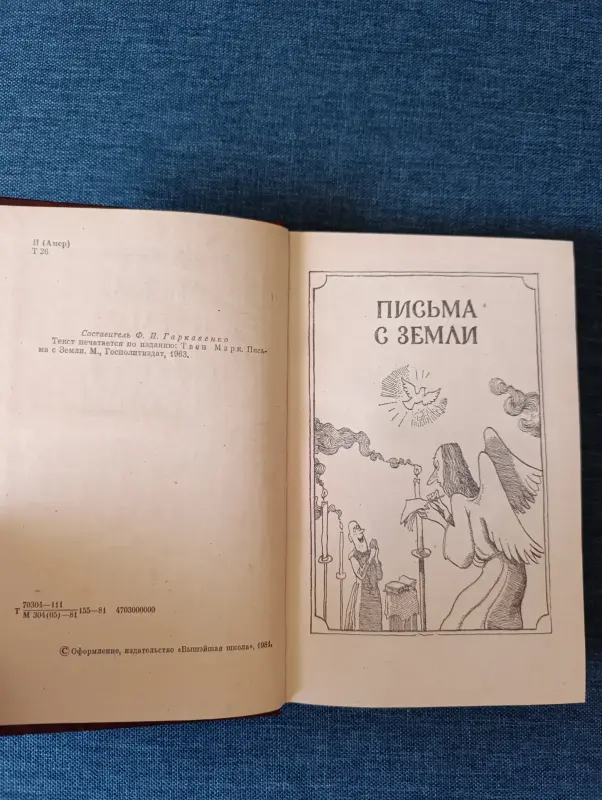 И (Амер)
Т 26
Составитель Ф. П. Гаркавенко
Текст печатается по изданию: Твен Марк. Пись-
ма с Земли. М., Госполитиздат, 1963.
Т 70304—111/М 304(05)—81 155—81 4703000000
© Оформление, издательство «Вышэйшая школа», 1981.
ПИСЬМА
С ЗЕМЛИ